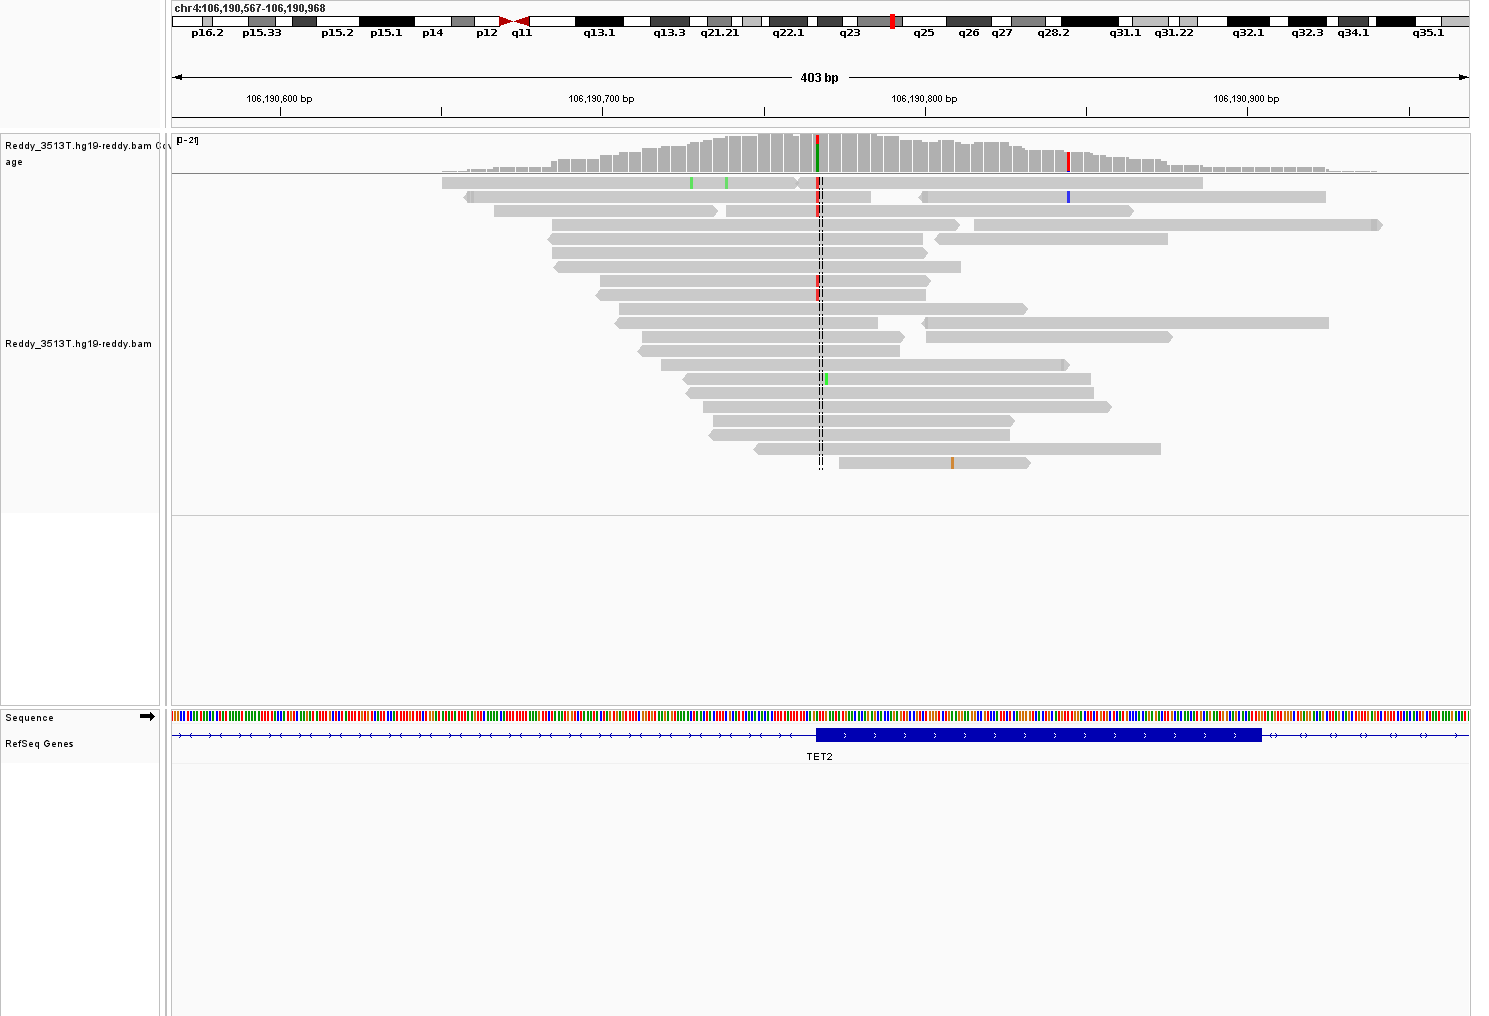 chr4:106,190,567-106,190,968
p16.2 p15.33 p15.2 p15.1 p14 p12 q11 q13.1 q13.3 q21.21 q22.1 q23 q25 q26 q27 q28.2 q31.1 q31.22 q32.1 q32.3 q34.1 q35.1
403 bp
106,190,600 bp 106,190,700 bp 106,190,800 bp 106,190,900 bp
[0-21]
Reddy_3513T.hg19-reddy.bam Cov
age
Reddy_3513T.hg19-reddy.bam
Sequence
RefSeq Genes
TET2